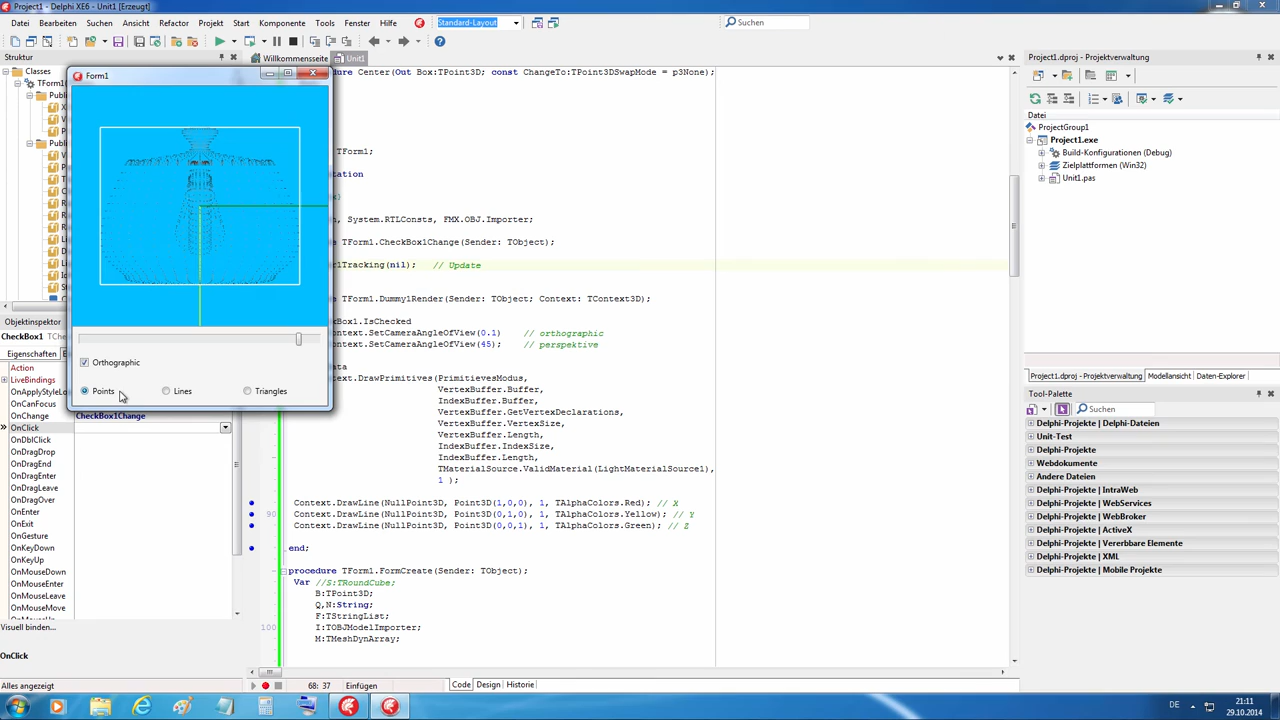 Project1 - Delphi XE6 - Unit1 [Erzeugt]
Datei Bearbeiten Suchen Ansicht Refactor Projekt Start Komponente Tools Fenster Hilfe Standard-Layout Suchen
Struktur
Willkommensseite Unit1
Projekt1.dproj - Projektverwaltung
Classes
TForm1
Form1
dure Center(Out Box:TPoint3D; const ChangeTo:TPoint3DSwapMode = p3None);
Datei
ProjectGroup1
Project1.exe
Build-Konfigurationen (Debug)
Zielplattformen (Win32)
Unit1.pas
TForm1;
ntation
, System.RTLConsts, FMX.OBJ.Importer;
TForm1.CheckBox1Change(Sender: TObject);
1Tracking(nil); // Update
TForm1.Dummy1Render(Sender: TObject; Context: TContext3D);
kBox1.IsChecked
ontext.SetCameraAngleOfView(0.1) // orthographic
ontext.SetCameraAngleOfView(45); // perspektive
ata
ext.DrawPrimitives (PrimitievesModus,
VertexBuffer.Buffer,
IndexBuffer.Buffer,
VertexBuffer.GetVertexDeclarations,
VertexBuffer.VertexSize,
VertexBuffer.Length,
IndexBuffer.IndexSize,
IndexBuffer.Length,
TMaterialSource.ValidMaterial(LightMaterialSource1),
1 );
Context.DrawLine(NullPoint3D, Point3D(1,0,0), 1, TAlphaColors.Red); // X
90 Context.DrawLine(NullPoint3D, Point3D(0,1,0), 1, TAlphaColors.Yellow); // Y
Context.DrawLine(NullPoint3D, Point3D(0,0,1), 1, TAlphaColors.Green); // Z
end;
procedure TForm1.FormCreate(Sender: TObject);
Var //S:TRoundCube;
B:TPoint3D;
Q,N:String;
F:TStringList;
100 I:TOBJModelImporter;
M:TMeshDynArray;
Orthographic
Points Lines Triangles
Objektinspektor
CheckBox1
Eigenschaften
Action
LiveBindings
OnApplyStyleLo
OnCanFocus
OnChange CheckBox1Change
OnClick
OnDblClick
OnDragDrop
OnDragEnd
OnDragEnter
OnDragLeave
OnDragOver
OnEnter
OnExit
OnGesture
OnKeyDown
OnKeyUp
OnMouseDown
OnMouseEnter
OnMouseLeave
OnMouseMove
Visuell binden...
OnClick
Alles angezeigt
68: 37 Einfügen Code Design Historie
Project1.dproj - Projektverwaltung Modellansicht Daten-Explorer
Tool-Palette
Suchen
Delphi-Projekte | Delphi-Dateien
Unit-Test
Delphi-Projekte
Webdokumente
Andere Dateien
Delphi-Projekte | IntraWeb
Delphi-Projekte | WebServices
Delphi-Projekte | WebBroker
Delphi-Projekte | ActiveX
Delphi-Projekte | Vererbbare Elemente
Delphi-Projekte | XML
Delphi-Projekte | Mobile Projekte
DE
21:11
29.10.2014